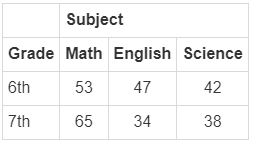 Subject
Grade Math English Science
6th 53 47 42
7th 65 34 38